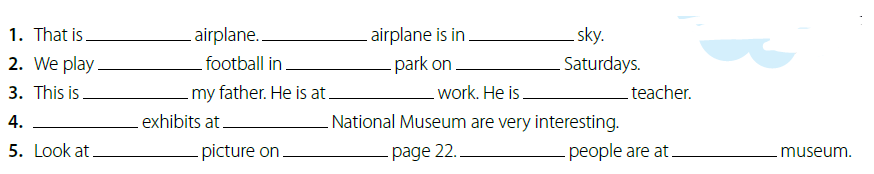 1. That is ____________ airplane. ____________ airplane is in ____________ sky.
2. We play ____________ football in ____________ park on ____________ Saturdays.
3. This is ____________ my father. He is at ____________ work. He is ____________ teacher.
4. ____________ exhibits at ____________ National Museum are very interesting.
5. Look at ____________ picture on ____________ page 22. ____________ people are at ____________ museum.